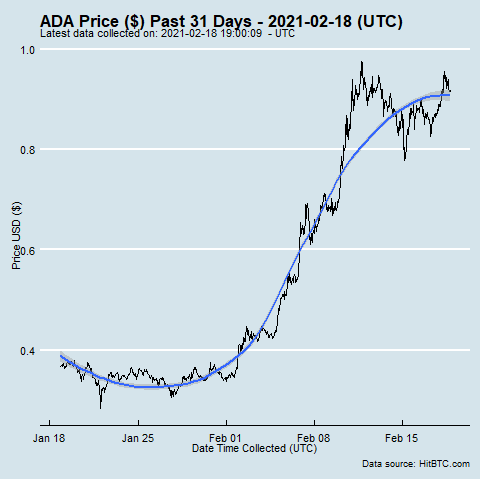 ADA Price ($) Past 31 Days - 2021-02-18 (UTC)
Latest data collected on: 2021-02-18 19:00:09 - UTC
1.0
0.8
0.6
0.4
Price USD ($)
Jan 18 Jan 25 Feb 01 Feb 08 Feb 15
Date Time Collected (UTC)
Data source: HitBTC.com